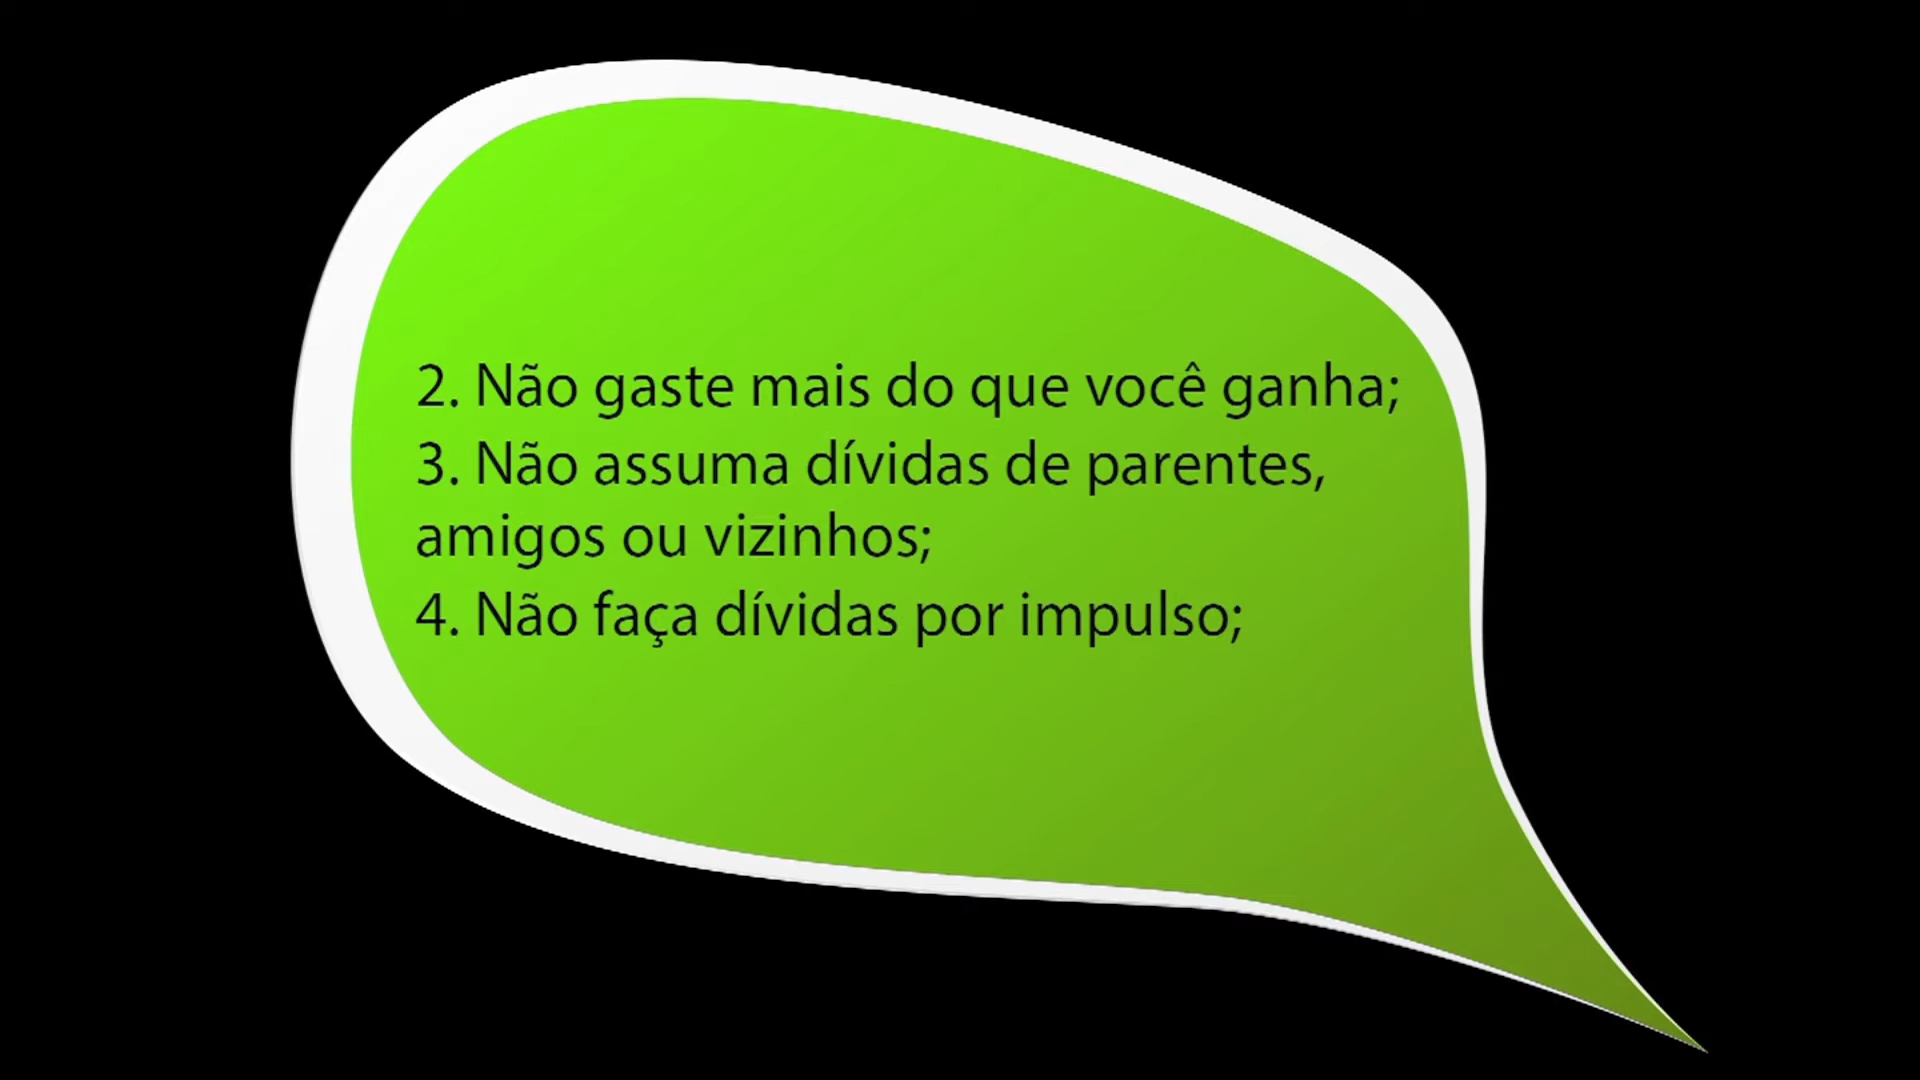 2. Não gaste mais do que você ganha;
3. Não assuma dívidas de parentes,
amigos ou vizinhos;
4. Não faça dívidas por impulso;